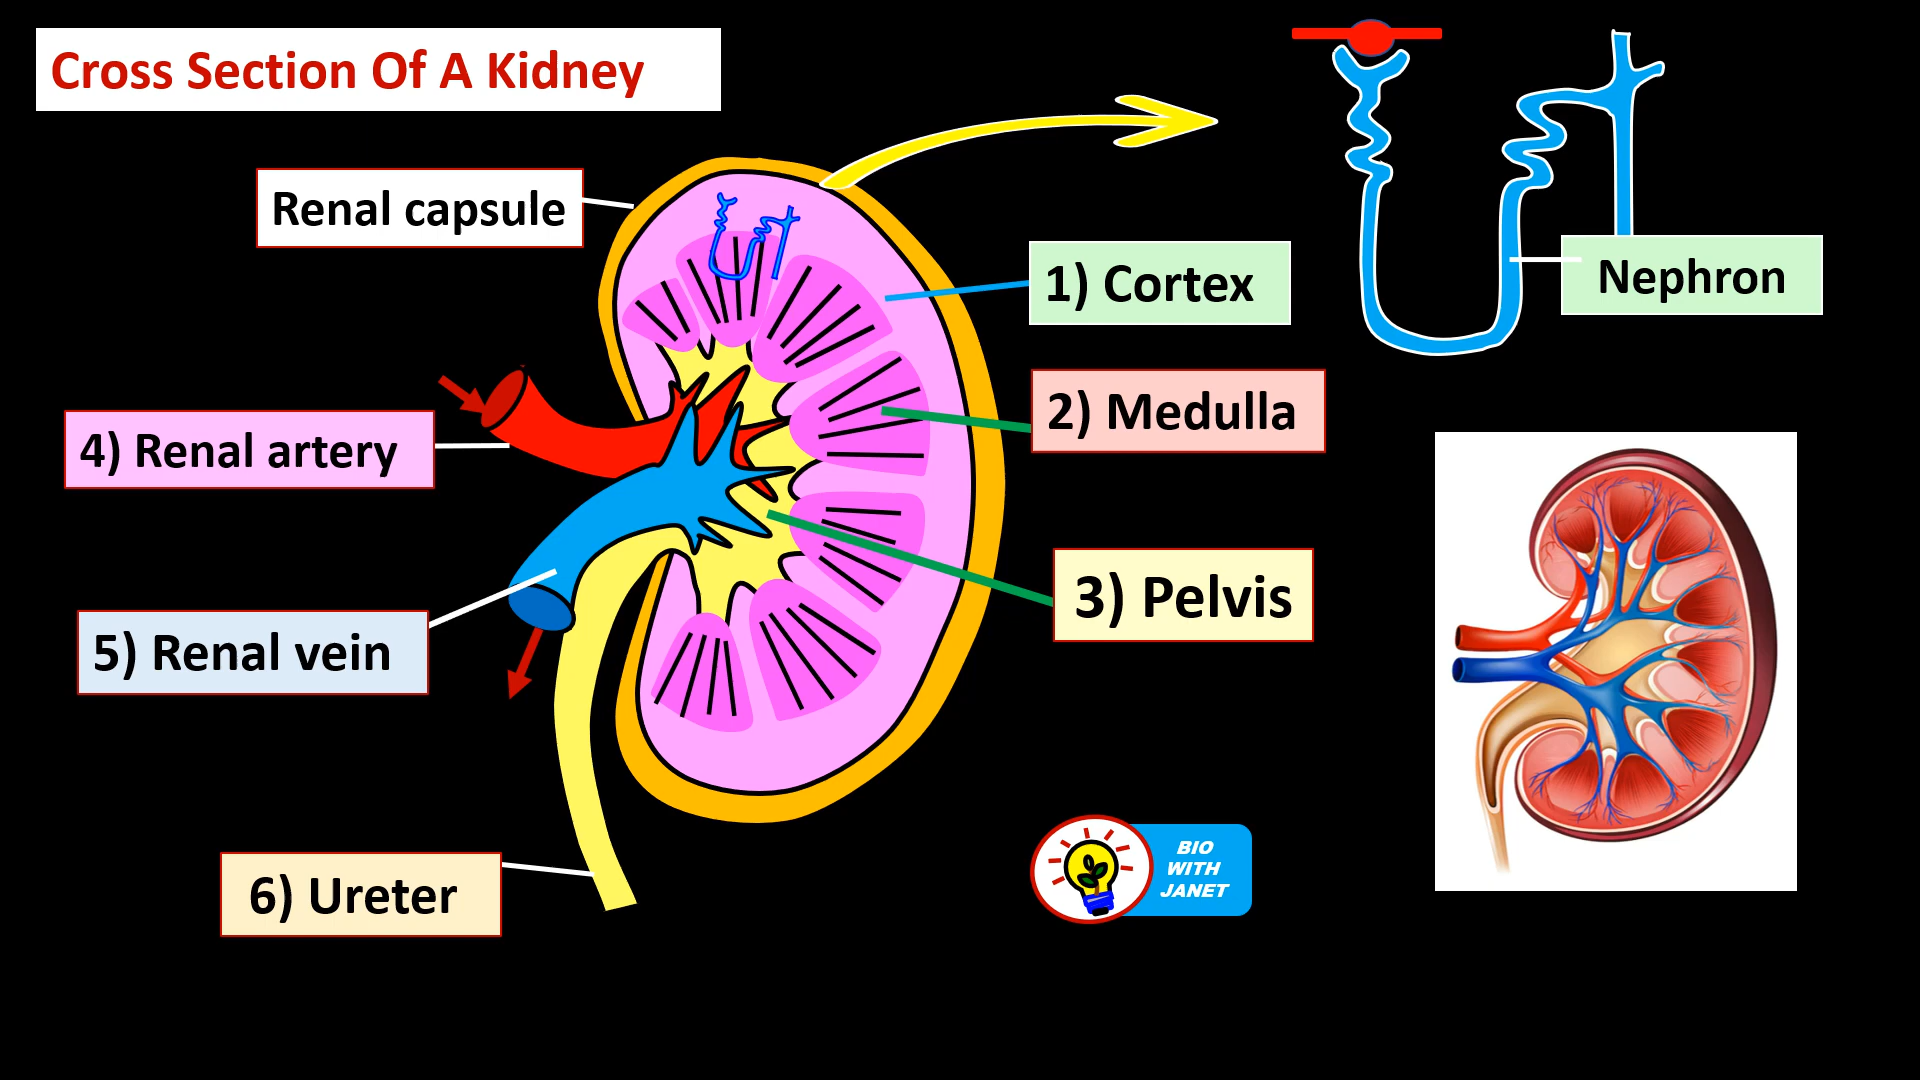 Cross Section Of A Kidney
Renal capsule
1) Cortex
Nephron
2) Medulla
4) Renal artery
3) Pelvis
5) Renal vein
6) Ureter
BIO
WITH
JANET